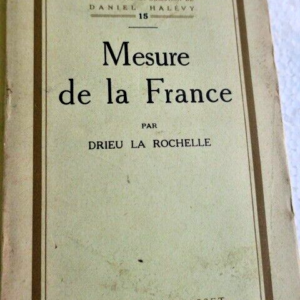 DANIEL HALÉVY
15
Mesure
de la France
PAR
DRIEU LA ROCHELLE